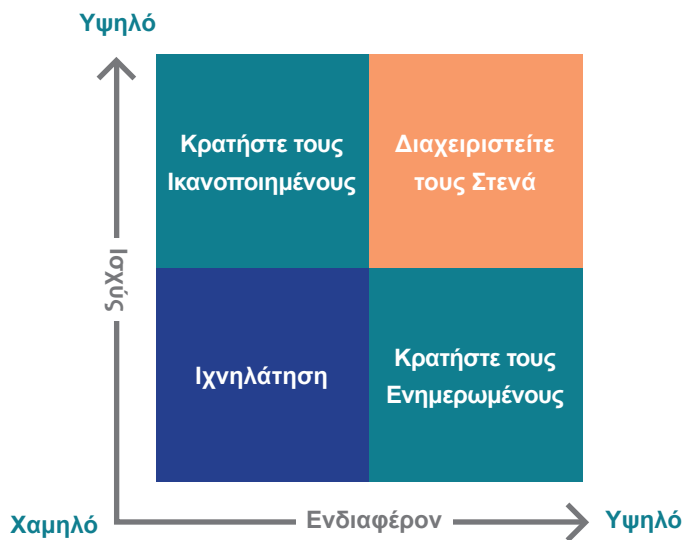 Υψηλό
Κρατήστε τους
Ικανοποιημένους
Διαχειριστείτε
τους Στενά
Ισχύς
Ιχνηλάτηση
Κρατήστε τους
Ενημερωμένους
Χαμηλό
Ενδιαφέρον
Υψηλό